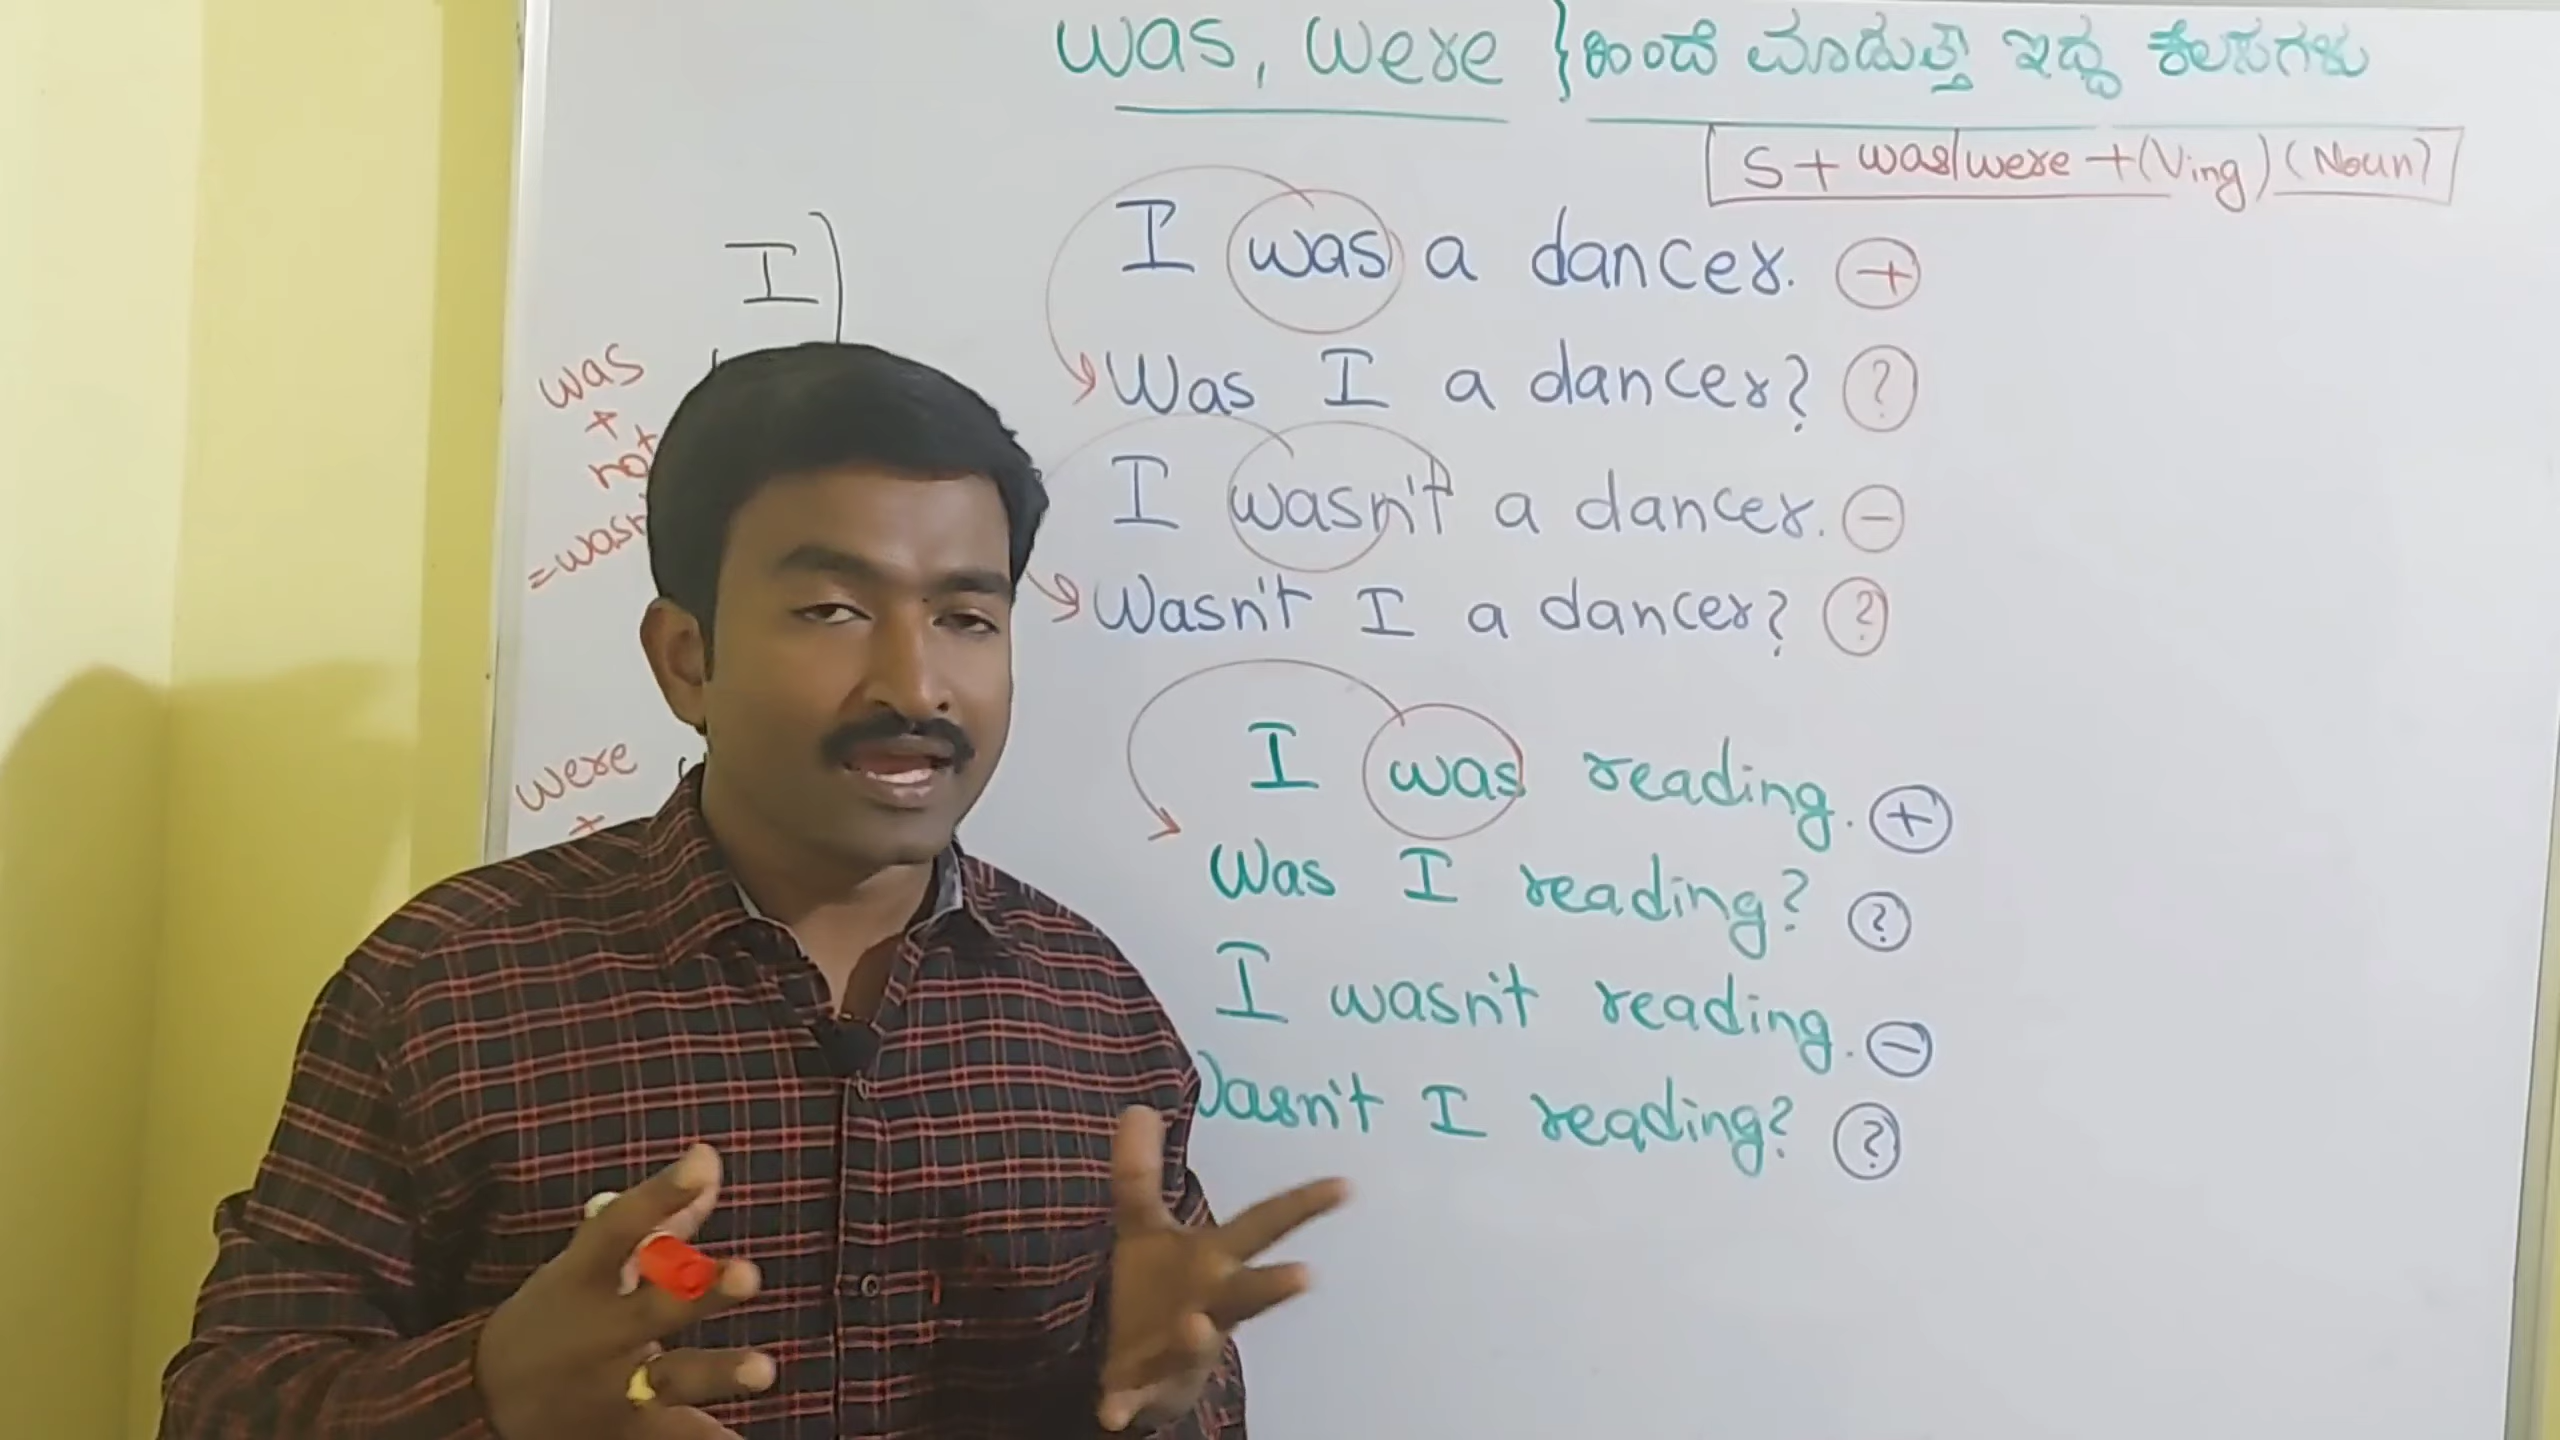 was, were } ಹಿಂದೆ ಮಾಡುತ್ತಾ ಇದ್ದ ಕೆಲಸಗಳು
S + was/were + (Ving) (Noun)
I was a dancer. +
Was I a dancer? ?
I wasn't a dancer. -
Wasn't I a dancer? ?
I was reading. +
Was I reading? ?
I wasn't reading. -
Wasn't I reading? ?
I)
was
+
not
were
+